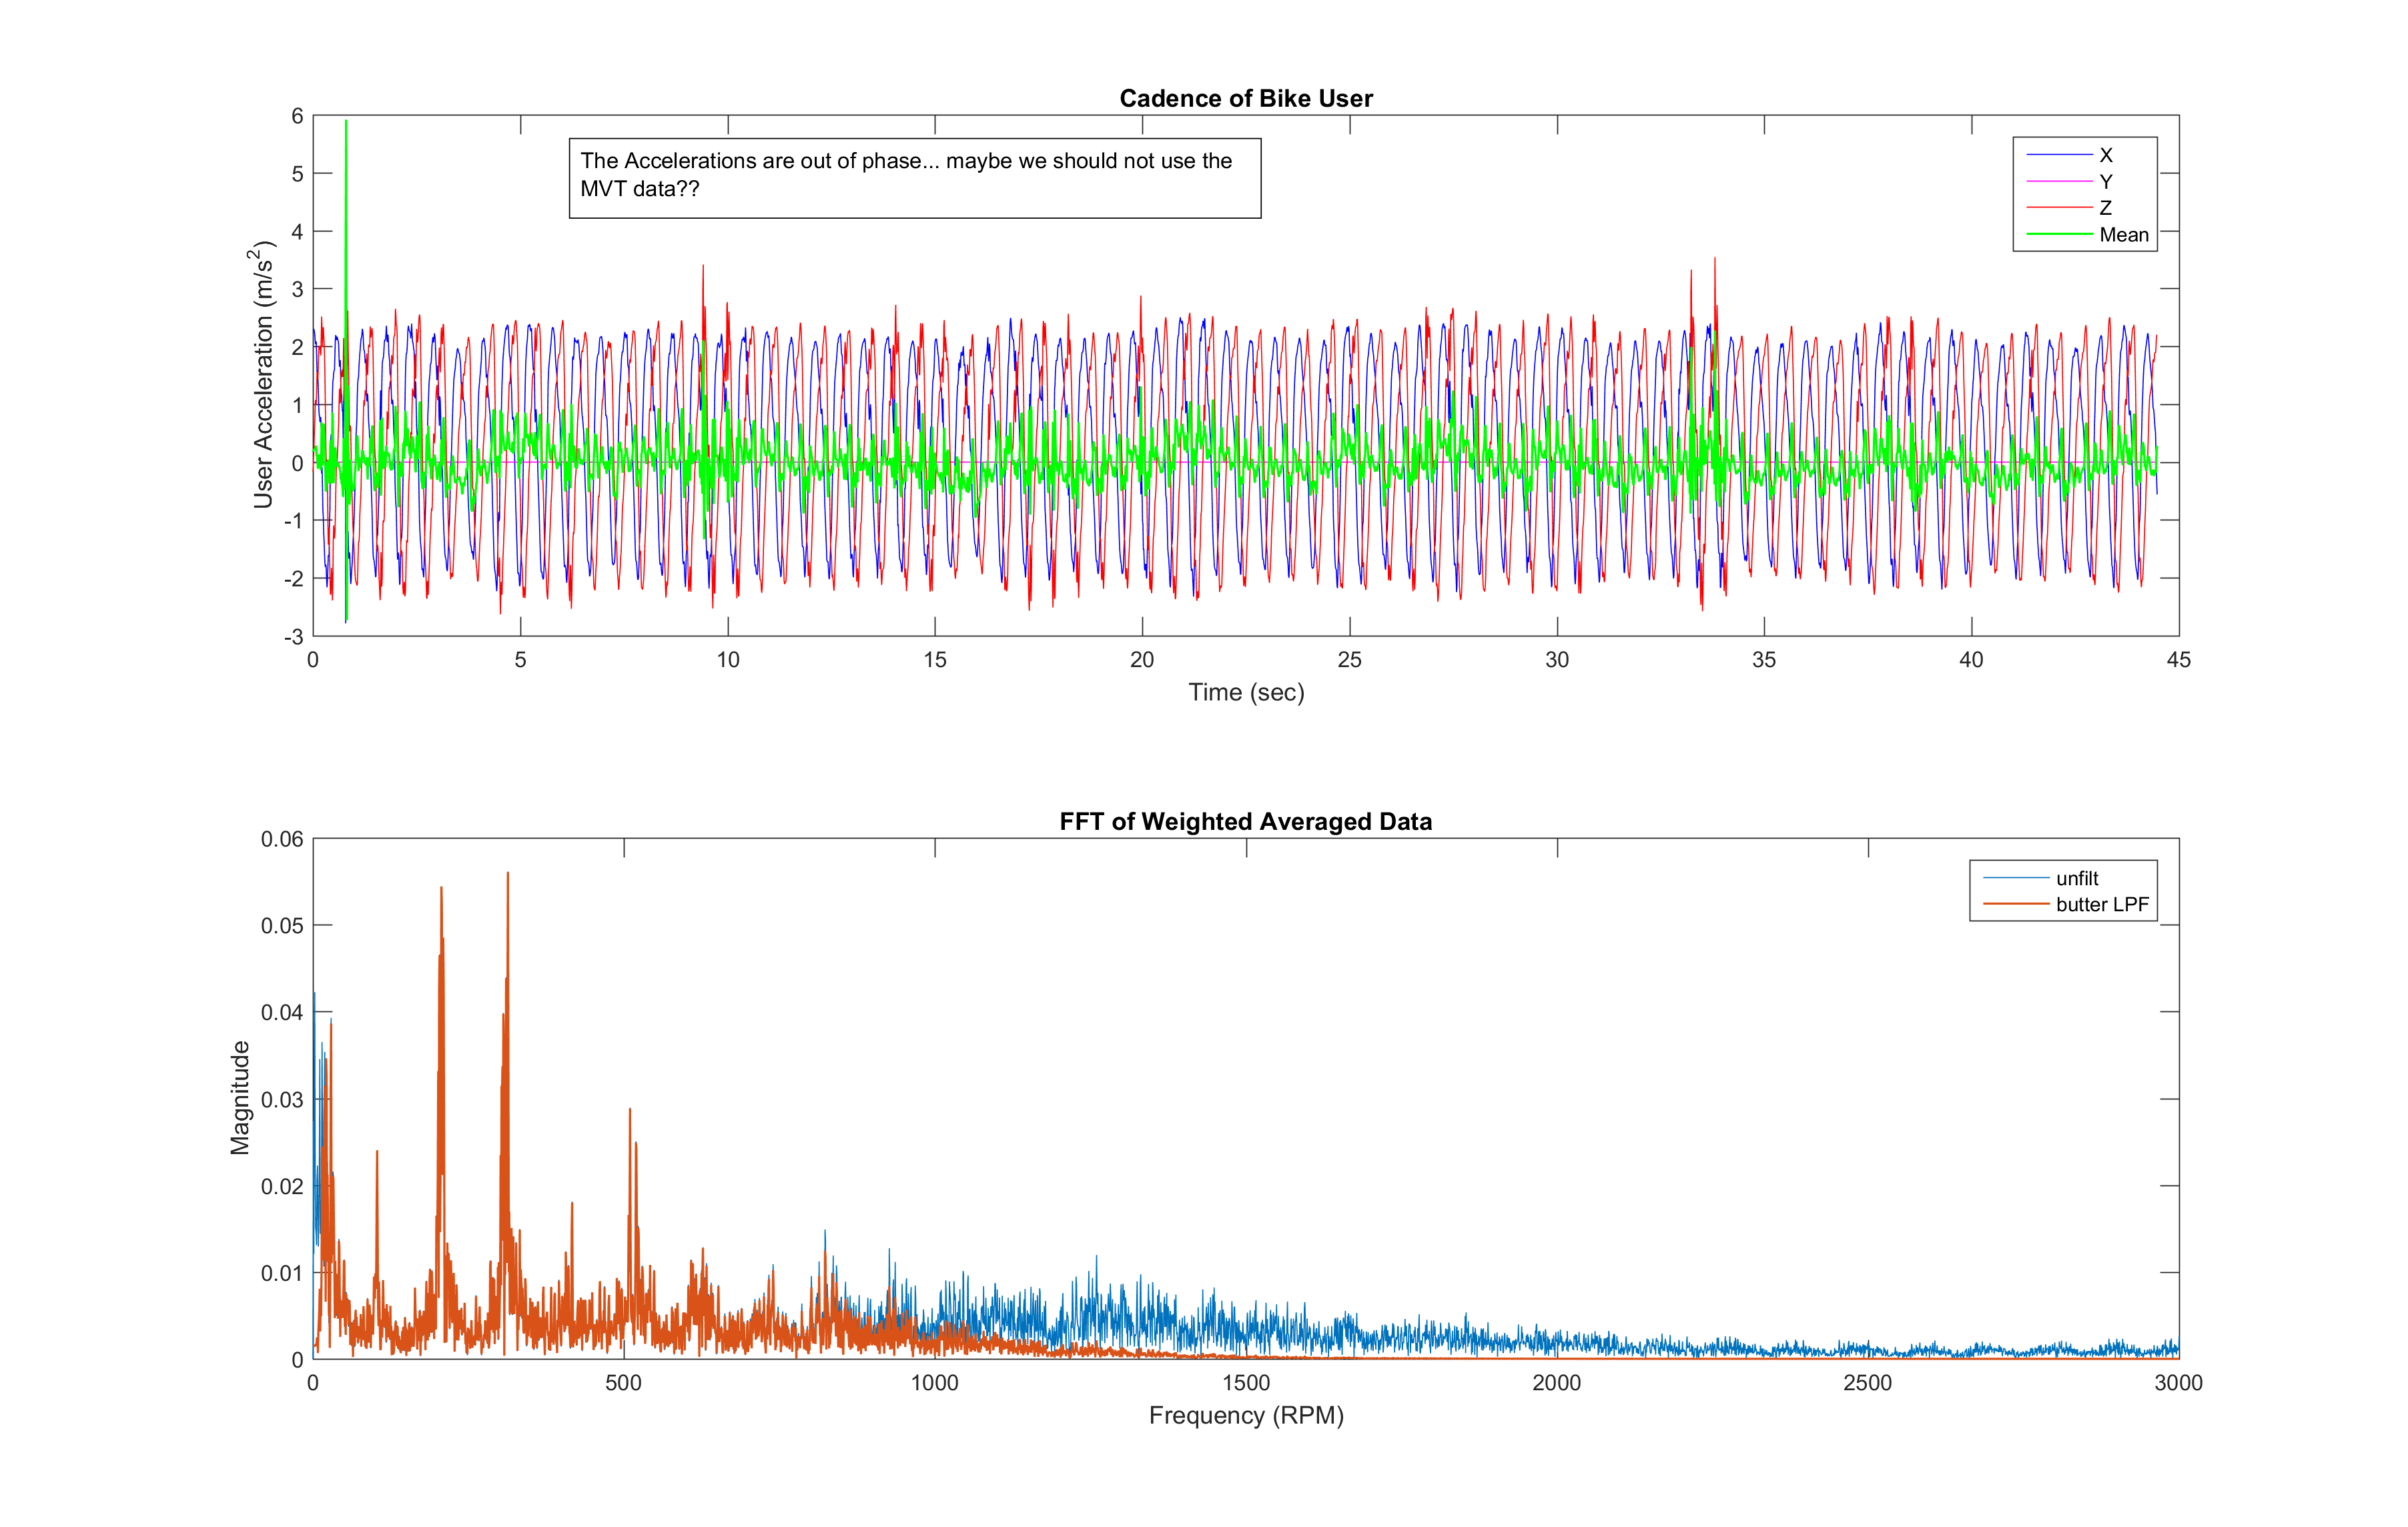 Cadence of Bike User
6
5
4
3
2
1
0
-1
-2
-3
User Acceleration (m/s²)
The Accelerations are out of phase... maybe we should not use the
MVT data??
X
Y
Z
Mean
0 5 10 15 20 25 30 35 40 45
Time (sec)
FFT of Weighted Averaged Data
0.06
0.05
0.04
0.03
0.02
0.01
0
Magnitude
unfilt
butter LPF
0 500 1000 1500 2000 2500 3000
Frequency (RPM)